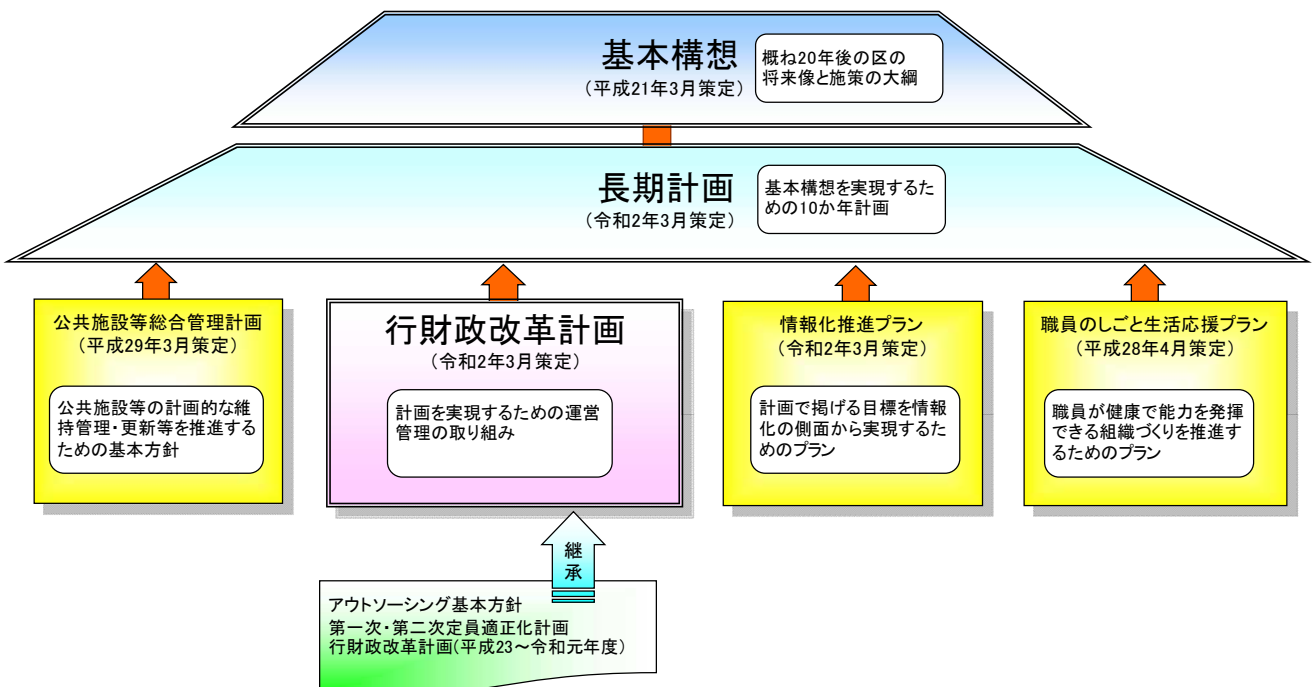 基本構想
(平成21年3月策定)
概ね20年後の区の
将来像と施策の大綱
長期計画
(令和2年3月策定)
基本構想を実現するた
めの10か年計画
公共施設等総合管理計画
(平成29年3月策定)
公共施設等の計画的な維
持管理・更新等を推進する
ための基本方針
行財政改革計画
(令和2年3月策定)
計画を実現するための運営
管理の取り組み
情報化推進プラン
(令和2年3月策定)
計画で掲げる目標を情報
化の側面から実現するた
めのプラン
職員のしごと生活応援プラン
(平成28年4月策定)
職員が健康で能力を発揮
できる組織づくりを推進す
るためのプラン
継
承
アウトソーシング基本方針
第一次・第二次定員適正化計画
行財政改革計画(平成23～令和元年度)